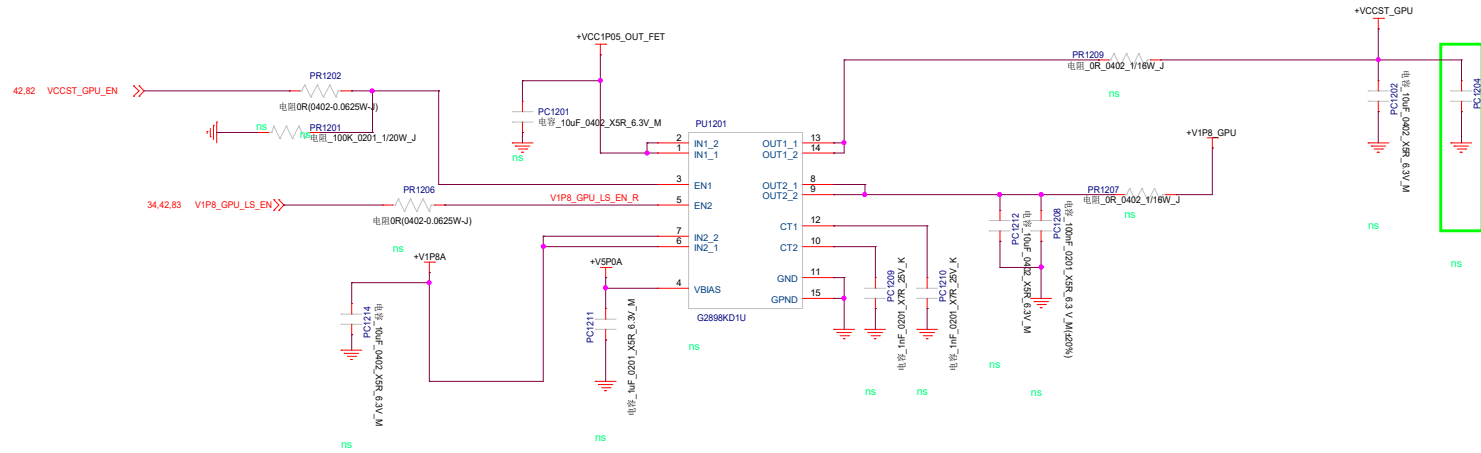 +VCCST_GPU
+VCC1P05_OUT_FET
PR1209
电阻_0R_0402_1/16W_J
ns
42,82 VCCST_GPU_EN
PR1202
电阻0R(0402-0.0625W-J)
ns
ns
PR1201
电阻_100K_0201_1/20W_J
PC1201
电容_10uF_0402_X5R_6.3V_M
ns
PC1202
电容_10uF_0402_X5R_6.3V_M
ns
PC1204
ns
PU1201
2 IN1_2
1 IN1_1
3 EN1
5 EN2
7 IN2_2
6 IN2_1
4 VBIAS
OUT1_1 13
OUT1_2 14
OUT2_1 8
OUT2_2 9
CT1 12
CT2 10
GND 11
GPND 15
G2898KD1U
ns
34,42,83 V1P8_GPU_LS_EN
PR1206
电阻0R(0402-0.0625W-J)
ns
V1P8_GPU_LS_EN_R
+V1P8_GPU
PR1207
电阻_0R_0402_1/16W_J
ns
+V1P8A
PC1214
电容_10uF_0402_X5R_6.3V_M
ns
+V5P0A
PC1211
电容_1uF_0201_X5R_6.3V_M
ns
PC1209
电容_1nF_0201_X7R_25V_K
ns
PC1210
电容_1nF_0201_X7R_25V_K
ns
PC1212
电容_10uF_0402_X5R_6.3V_M
ns
PC1208
电容_100nF_0201_X5R_6.3 V_M(±20%)
ns